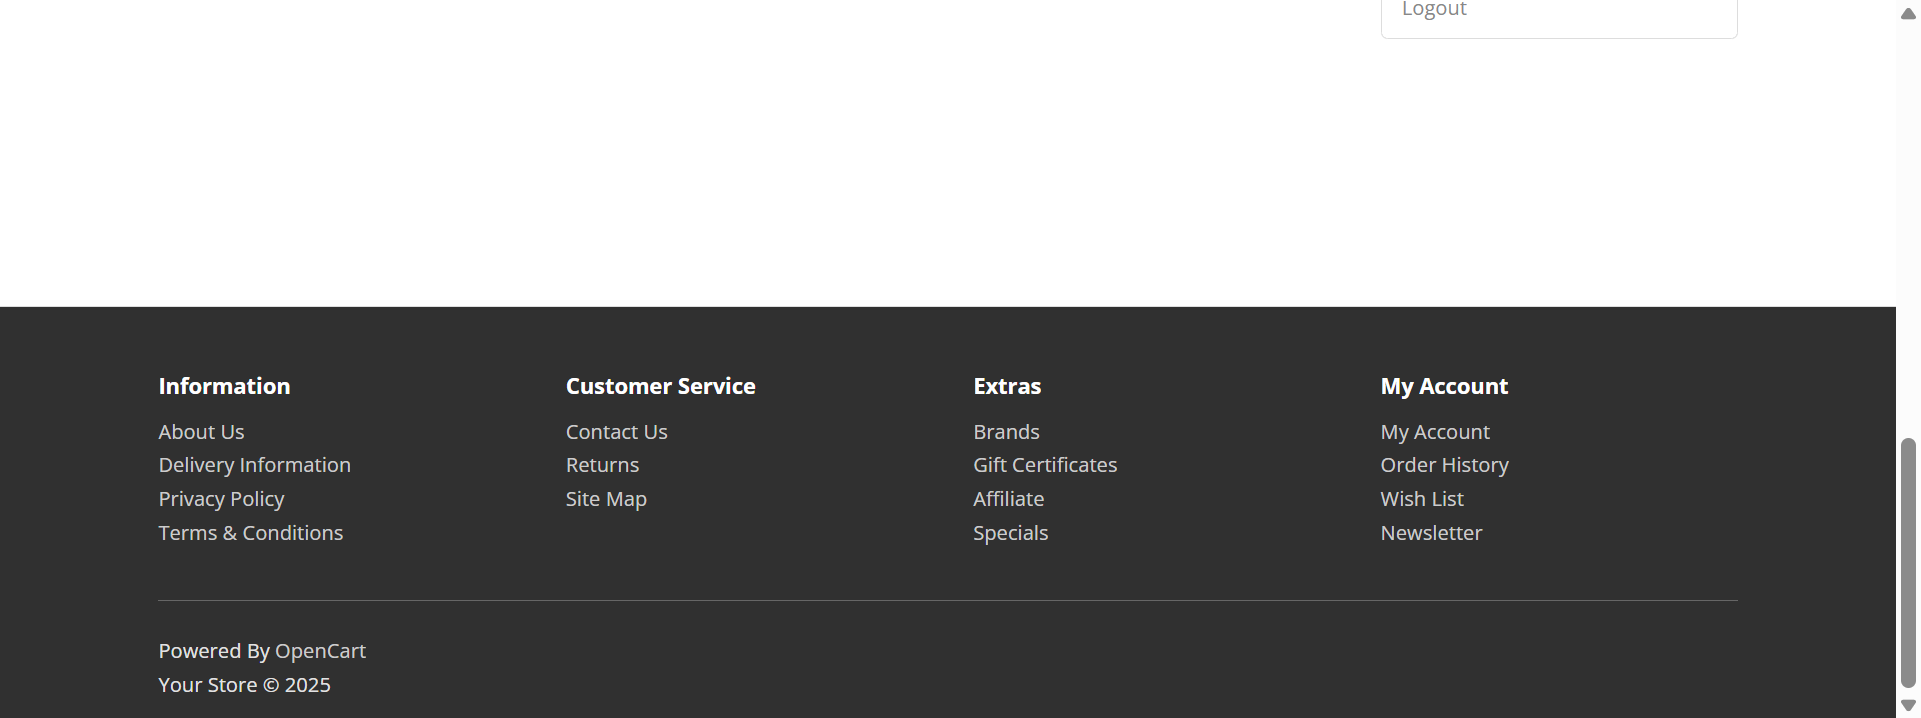 Logout
Information
About Us
Delivery Information
Privacy Policy
Terms & Conditions
Customer Service
Contact Us
Returns
Site Map
Extras
Brands
Gift Certificates
Affiliate
Specials
My Account
My Account
Order History
Wish List
Newsletter
Powered By OpenCart
Your Store © 2025